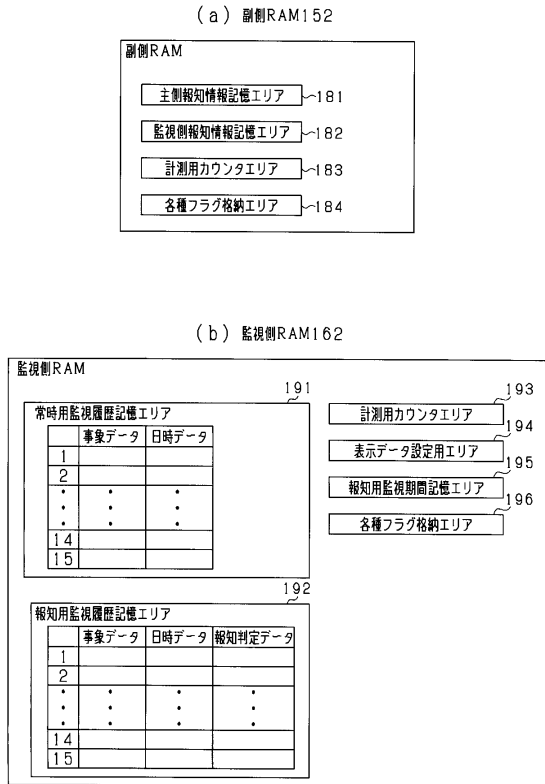 (a) 副側RAM152
副側RAM
主側報知情報記憶エリア 181
監視側報知情報記憶エリア 182
計測用カウンタエリア 183
各種フラグ格納エリア 184
(b) 監視側RAM162
監視側RAM
191
常時用監視履歴記憶エリア
事象データ 日時データ
1
2
14
15
192
報知用監視履歴記憶エリア
事象データ 日時データ 報知判定データ
1
2
14
15
193
計測用カウンタエリア
194
表示データ設定用エリア
195
報知用監視期間記憶エリア
196
各種フラグ格納エリア